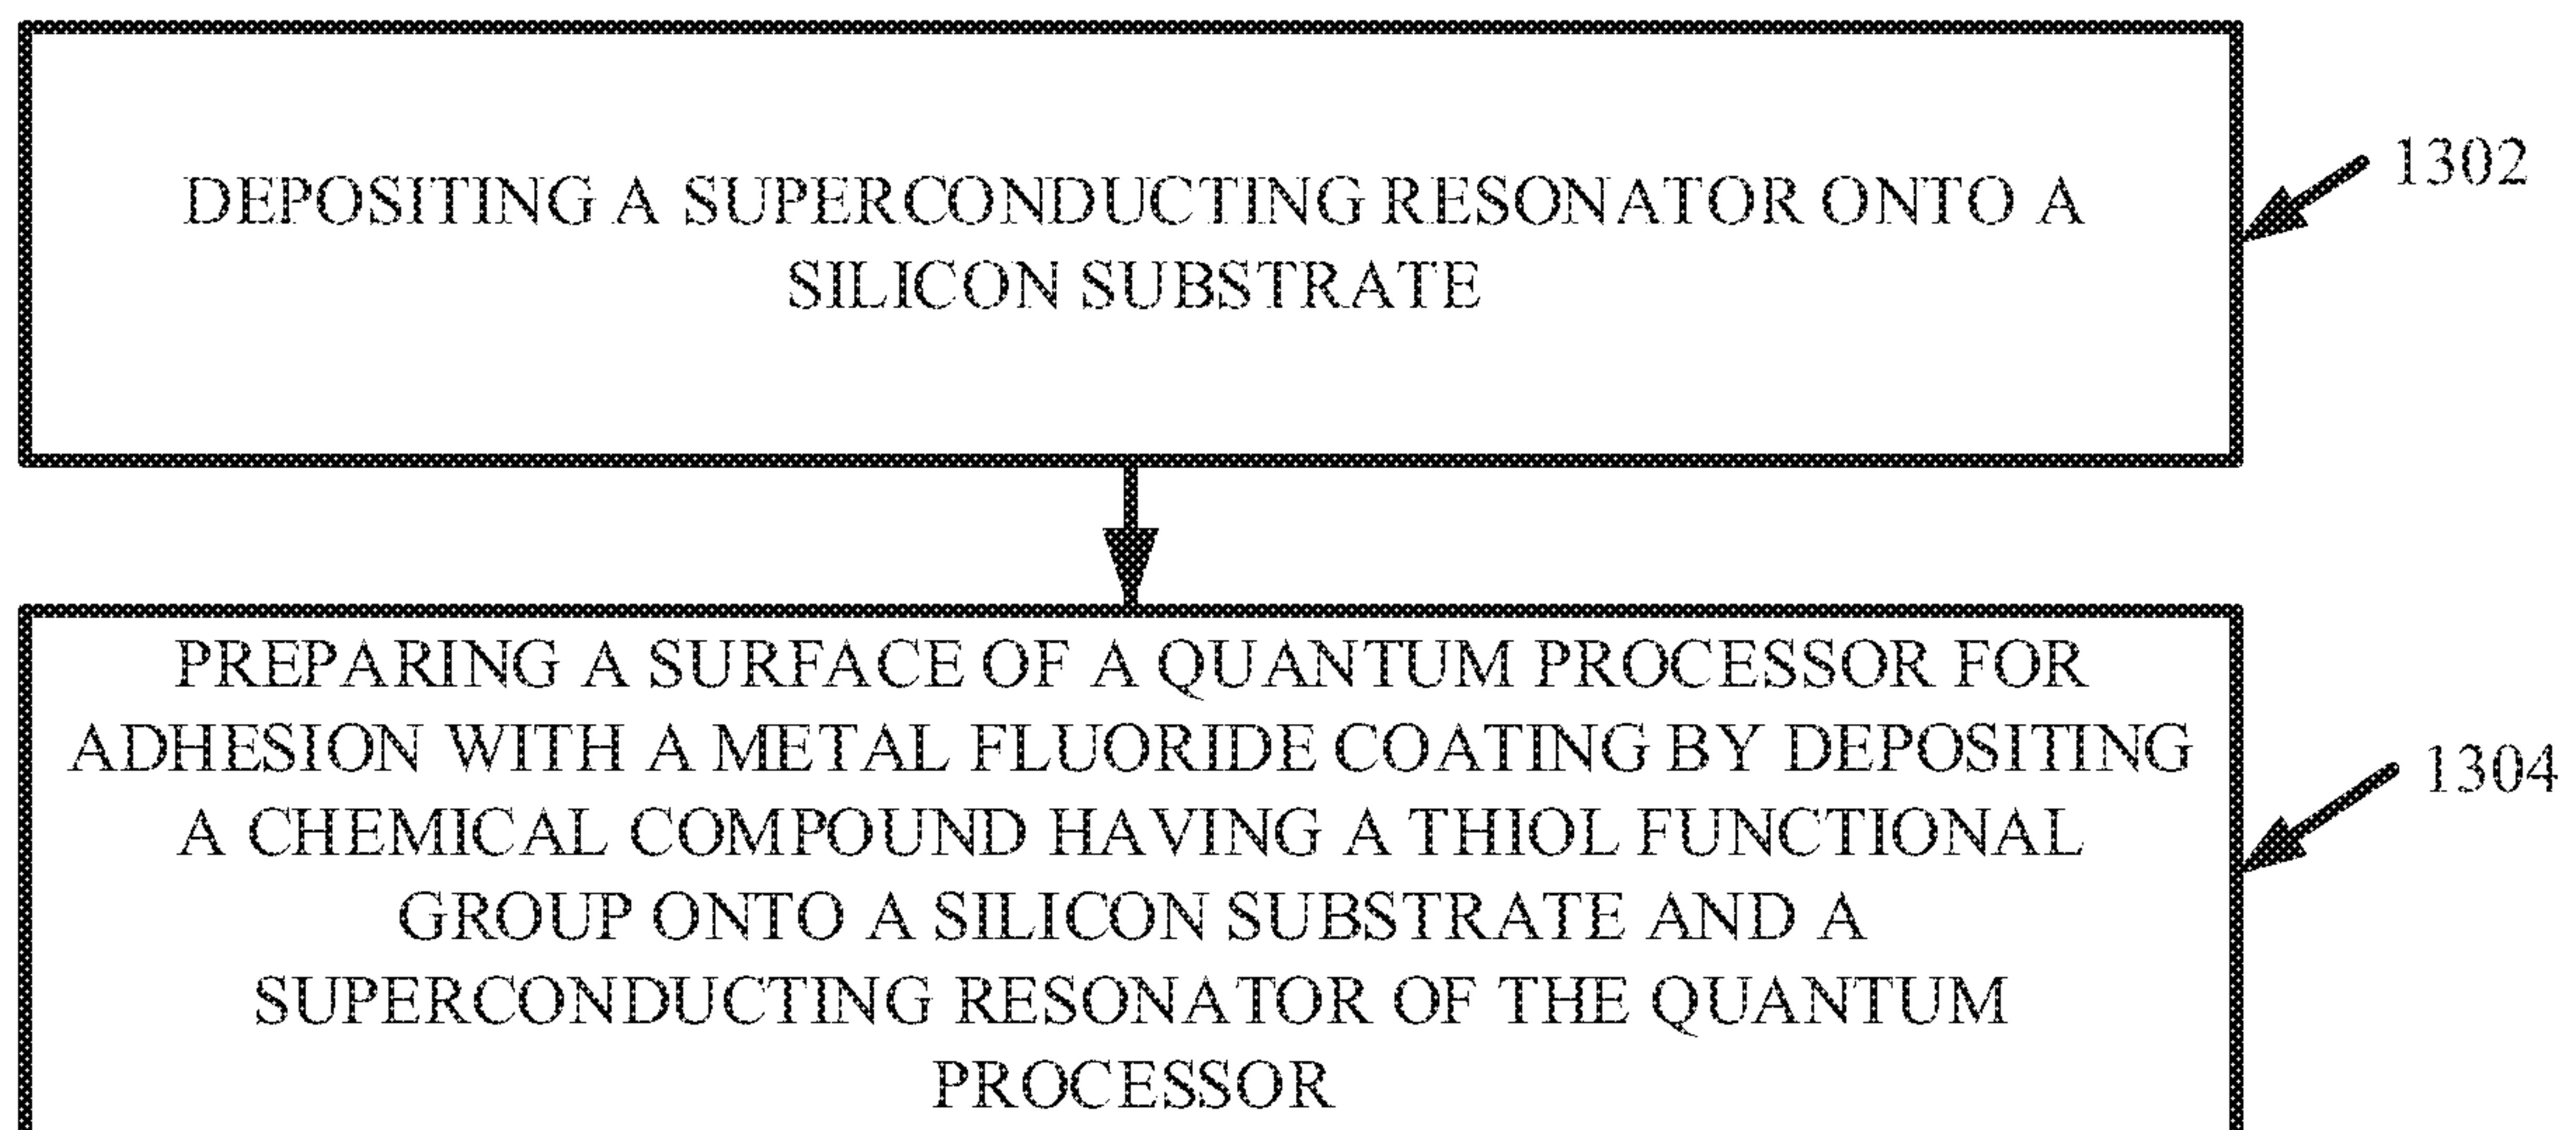 DEPOSITING A SUPERCONDUCTING RESONATOR ONTO A
SILICON SUBSTRATE
1302
PREPARING A SURFACE OF A QUANTUM PROCESSOR FOR
ADHESION WITH A METAL FLUORIDE COATING BY DEPOSITING
A CHEMICAL COMPOUND HAVING A THIOL FUNCTIONAL
GROUP ONTO A SILICON SUBSTRATE AND A
SUPERCONDUCTING RESONATOR OF THE QUANTUM
PROCESSOR
1304